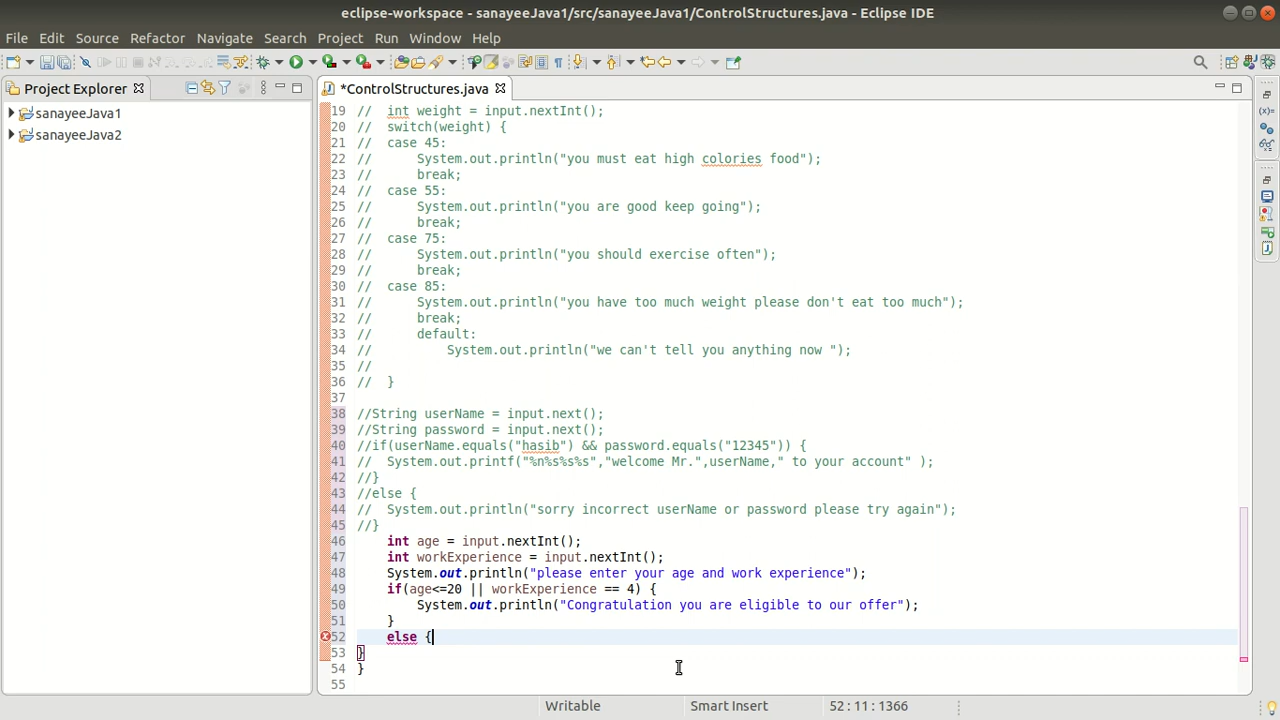 eclipse-workspace - sanayeeJava1/src/sanayeeJava1/ControlStructures.java - Eclipse IDE
File Edit Source Refactor Navigate Search Project Run Window Help
Project Explorer
*ControlStructures.java
sanayeeJava1
sanayeeJava2
19 //  int weight = input.nextInt();
20 //  switch(weight) {
21 //  case 45:
22 //      System.out.println("you must eat high colories food");
23 //      break;
24 //  case 55:
25 //      System.out.println("you are good keep going");
26 //      break;
27 //  case 75:
28 //      System.out.println("you should exercise often");
29 //      break;
30 //  case 85:
31 //      System.out.println("you have too much weight please don't eat too much");
32 //      break;
33 //      default:
34 //          System.out.println("we can't tell you anything now ");
35 //
36 //  }
37
38 //String userName = input.next();
39 //String password = input.next();
40 //if(userName.equals("hasib") && password.equals("12345")) {
41 //  System.out.printf("%n%s%s%s","welcome Mr.",userName," to your account" );
42 //}
43 //else {
44 //  System.out.println("sorry incorrect userName or password please try again");
45 //}
46     int age = input.nextInt();
47     int workExperience = input.nextInt();
48     System.out.println("please enter your age and work experience");
49     if(age<=20 || workExperience == 4) {
50         System.out.println("Congratulation you are eligible to our offer");
51     }
52     else {
53 }
54 }
55
Writable Smart Insert 52 : 11 : 1366